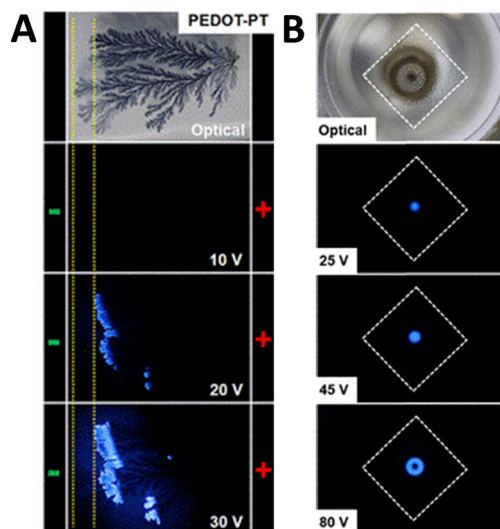 A
PEDOT-PT
Optical
10 V
20 V
30 V
B
Optical
25 V
45 V
80 V